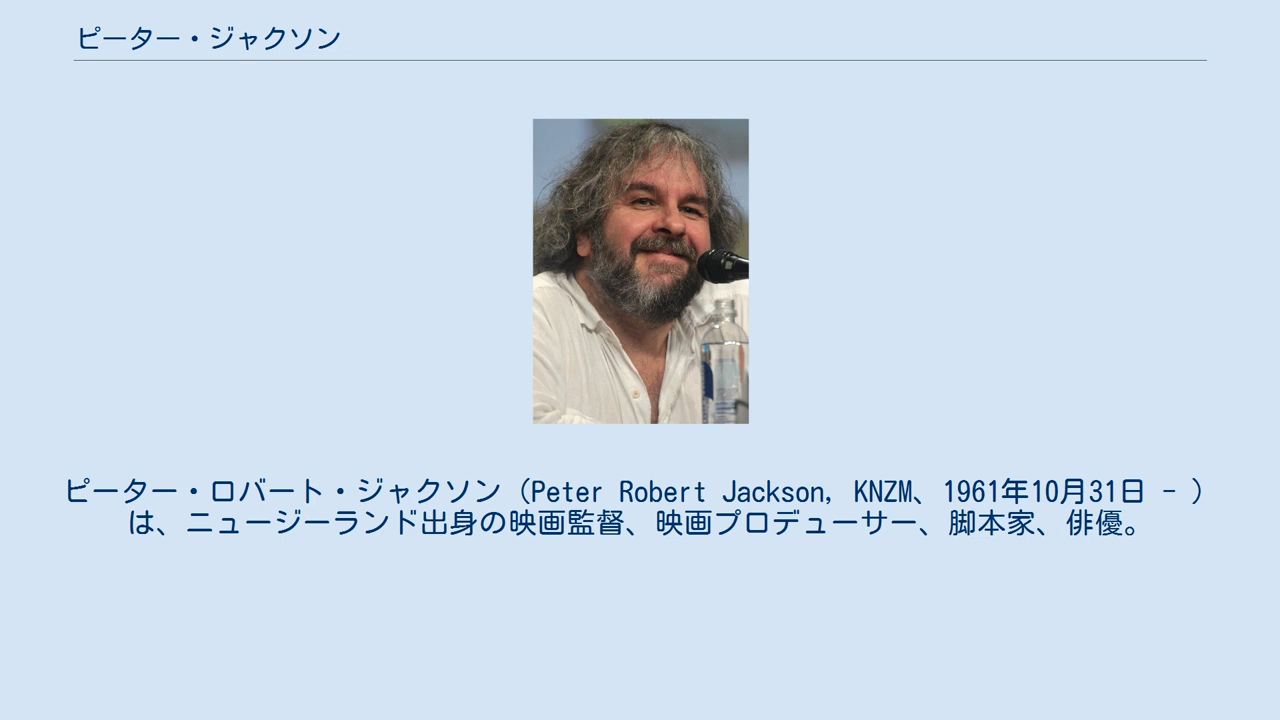 ピーター・ジャクソン
ピーター・ロバート・ジャクソン（Peter Robert Jackson, KNZM、1961年10月31日 - ）
は、ニュージーランド出身の映画監督、映画プロデューサー、脚本家、俳優。